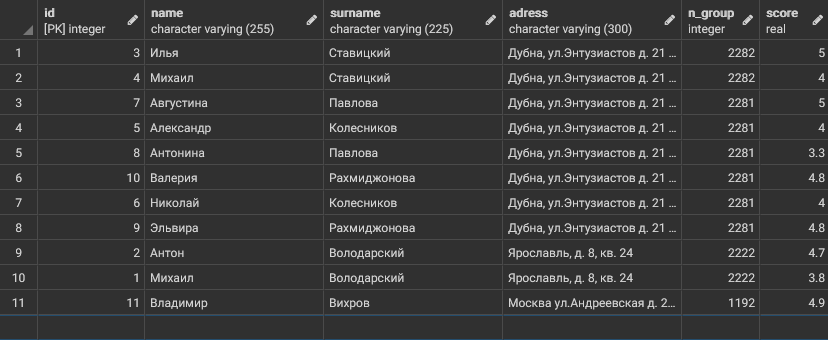 id name surname adress n_group score
[PK] integer character varying (255) character varying (225) character varying (300) integer real
1 3 Илья Ставицкий Дубна, ул.Энтузиастов д. 21 ... 2282 5
2 4 Михаил Ставицкий Дубна, ул.Энтузиастов д. 21 ... 2282 4
3 7 Августина Павлова Дубна, ул.Энтузиастов д. 21 ... 2281 5
4 5 Александр Колесников Дубна, ул.Энтузиастов д. 21 ... 2281 4
5 8 Антонина Павлова Дубна, ул.Энтузиастов д. 21 ... 2281 3.3
6 10 Валерия Рахмиджонова Дубна, ул.Энтузиастов д. 21 ... 2281 4.8
7 6 Николай Колесников Дубна, ул.Энтузиастов д. 21 ... 2281 4
8 9 Эльвира Рахмиджонова Дубна, ул.Энтузиастов д. 21 ... 2281 4.8
9 2 Антон Володарский Ярославль, д. 8, кв. 24 2222 4.7
10 1 Михаил Володарский Ярославль, д. 8, кв. 24 2222 3.8
11 11 Владимир Вихров Москва ул.Андреевская д. 2... 1192 4.9